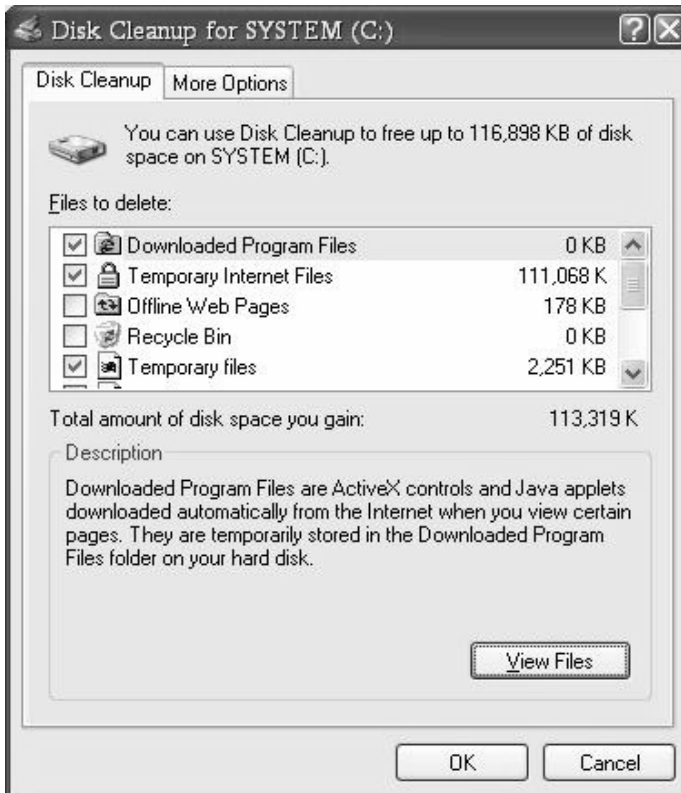 Disk Cleanup for SYSTEM (C:)
Disk Cleanup
More Options
You can use Disk Cleanup to free up to 116,898 KB of disk
space on SYSTEM (C:).
Files to delete:
Downloaded Program Files 0 KB
Temporary Internet Files 111,068 K
Offline Web Pages 178 KB
Recycle Bin 0 KB
Temporary files 2,251 KB
Total amount of disk space you gain: 113,319 K
Description
Downloaded Program Files are ActiveX controls and Java applets
downloaded automatically from the Internet when you view certain
pages. They are temporarily stored in the Downloaded Program
Files folder on your hard disk.
View Files
OK
Cancel